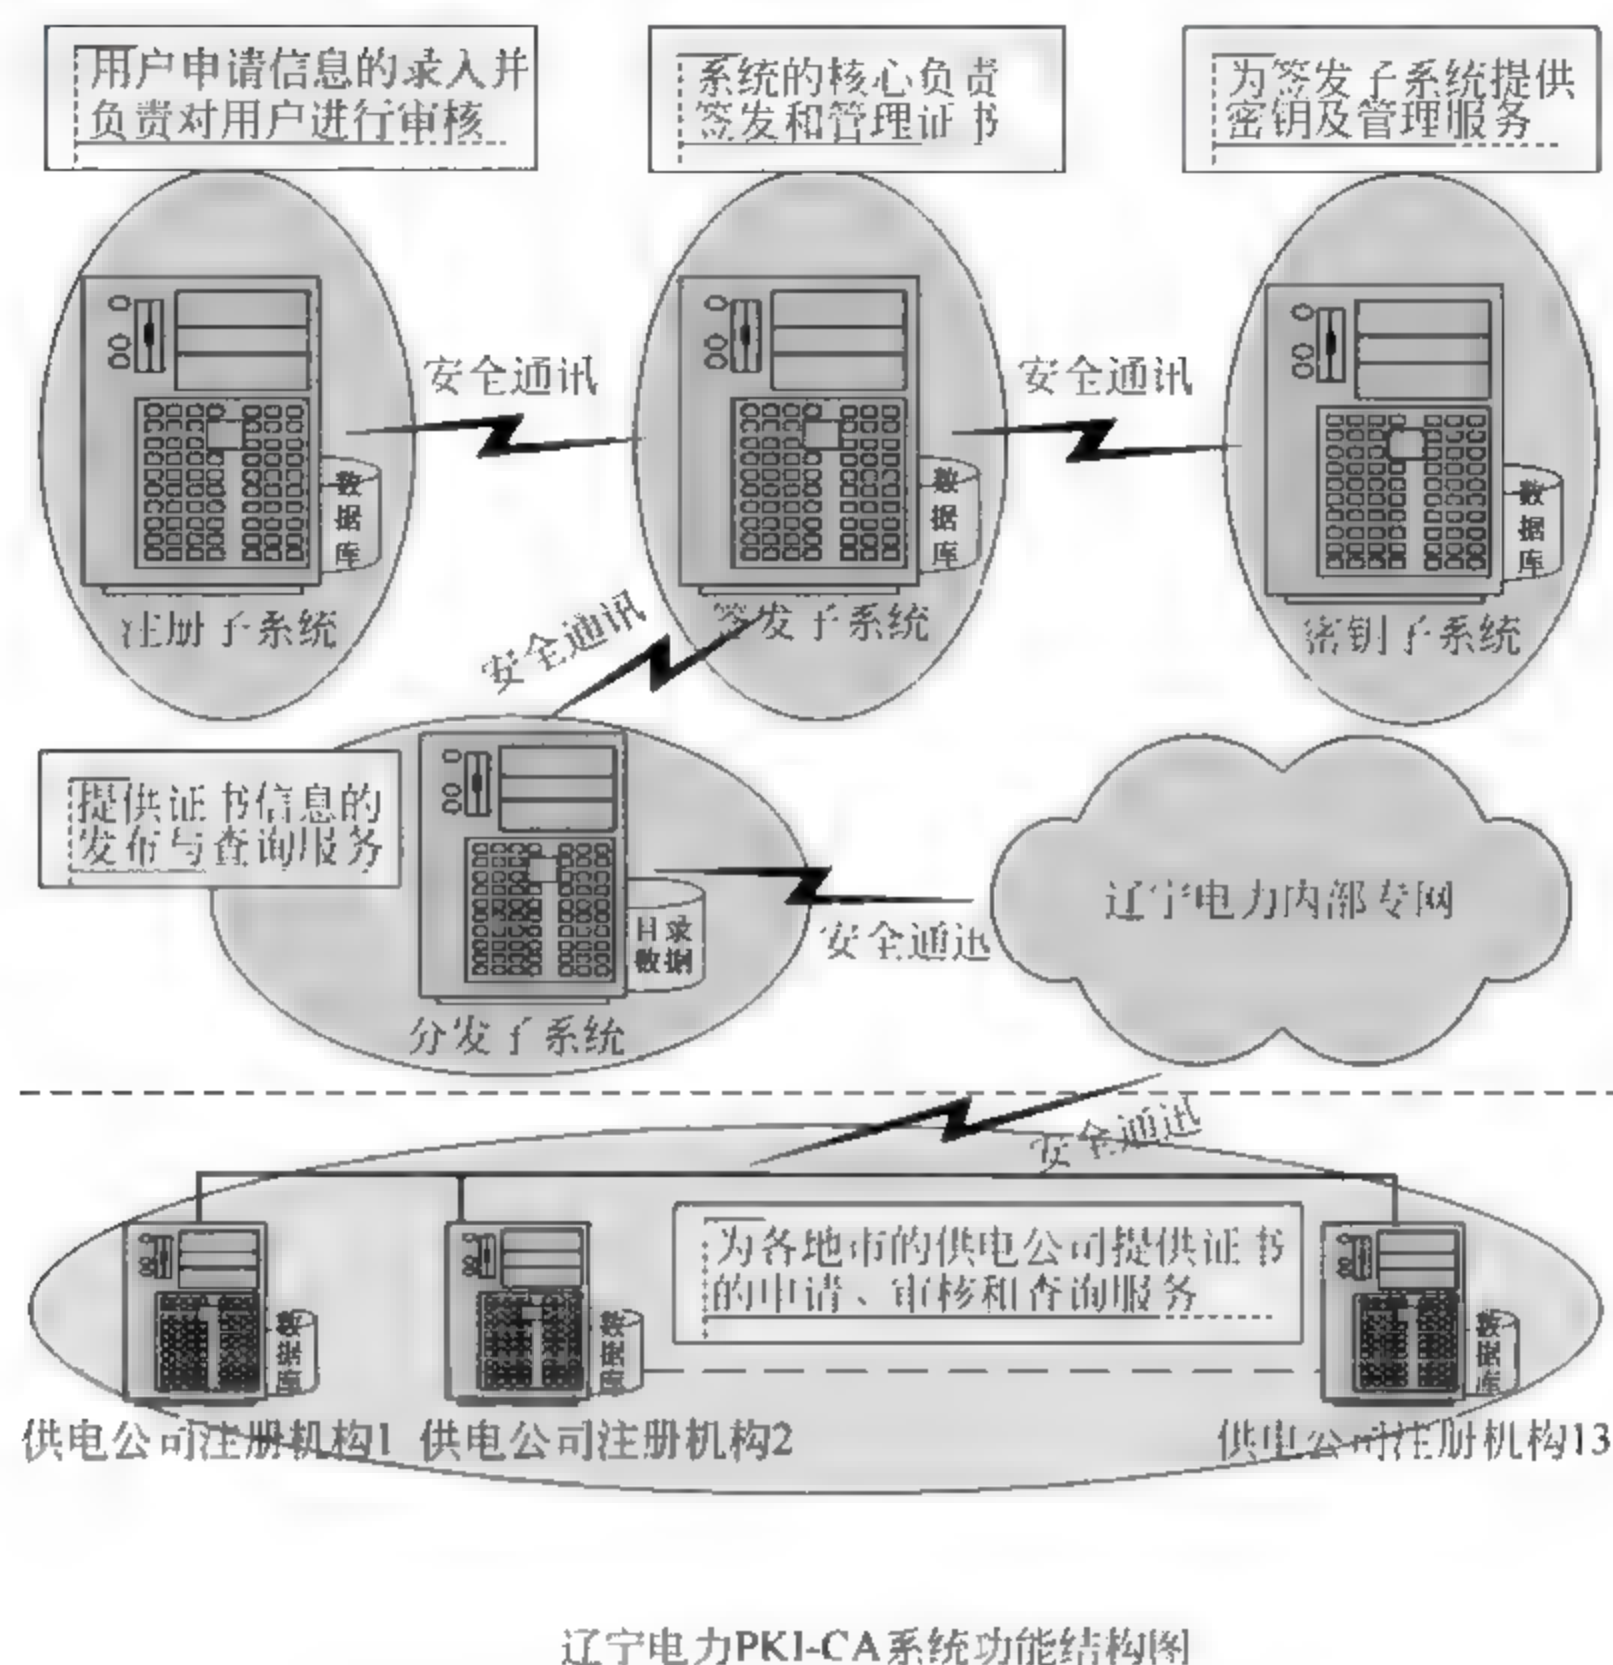 用户申请信息的录入并
负责对用户进行审核
系统的核心负责
签发和管理证书
为签发子系统提供
密钥及管理服务
安全通讯
安全通讯
数
据
库
数
据
库
数
据
库
注册子系统
签发子系统
密钥子系统
安全通讯
提供证书信息的
发布与查询服务
目录
数据
辽宁电力内部专网
安全通迅
分发子系统
安全通迅
为各地市的供电公司提供证书
的申请、审核和查询服务
数
据
库
数
据
库
数
据
库
供电公司注册机构1
供电公司注册机构2
供电公司注册机构13
辽宁电力PKI-CA系统功能结构图